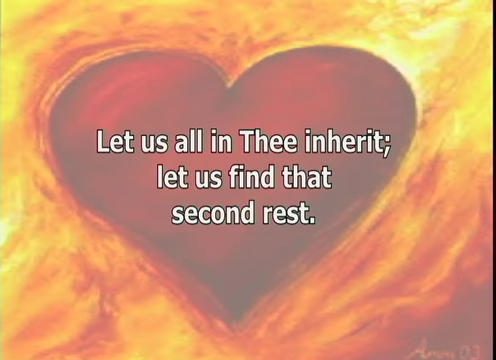 Let us all in Thee inherit;
let us find that
second rest.